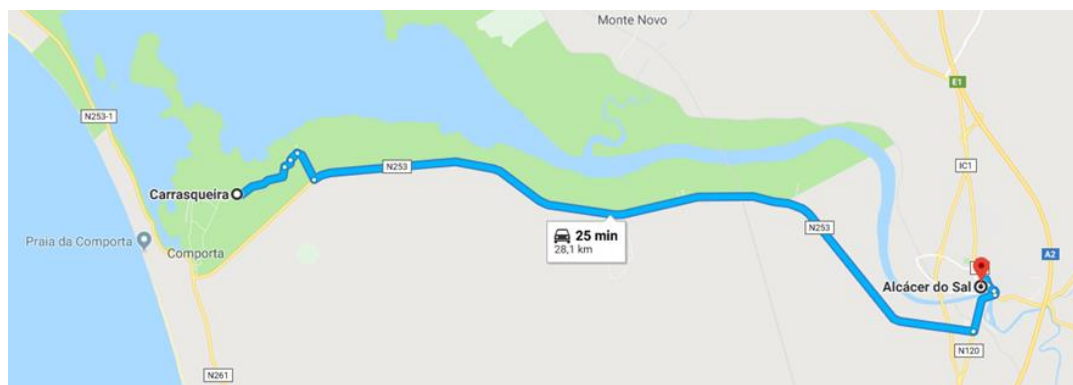 Monte Novo
E1
N253-1
N253
IC1
Carrasqueira
25 min
28,1 km
N253
Praia da Comporta
Comporta
A2
Alcácer do Sal
N120
N261